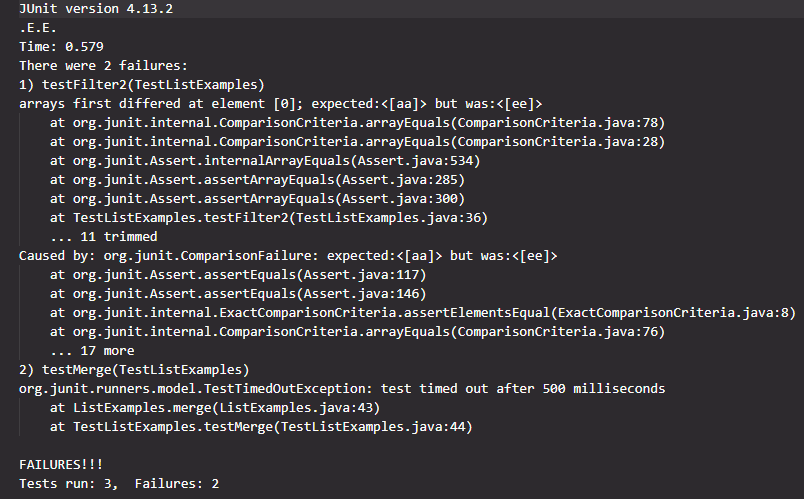 JUnit version 4.13.2
.E.E.
Time: 0.579
There were 2 failures:
1) testFilter2(TestListExamples)
arrays first differed at element [0]; expected:<[aa]> but was:<[ee]>
    at org.junit.internal.ComparisonCriteria.arrayEquals(ComparisonCriteria.java:78)
    at org.junit.internal.ComparisonCriteria.arrayEquals(ComparisonCriteria.java:28)
    at org.junit.Assert.internalArrayEquals(Assert.java:534)
    at org.junit.Assert.assertArrayEquals(Assert.java:285)
    at org.junit.Assert.assertArrayEquals(Assert.java:300)
    at TestListExamples.testFilter2(TestListExamples.java:36)
    ... 11 trimmed
Caused by: org.junit.ComparisonFailure: expected:<[aa]> but was:<[ee]>
    at org.junit.Assert.assertEquals(Assert.java:117)
    at org.junit.Assert.assertEquals(Assert.java:146)
    at org.junit.internal.ExactComparisonCriteria.assertElementsEqual(ExactComparisonCriteria.java:8)
    at org.junit.internal.ComparisonCriteria.arrayEquals(ComparisonCriteria.java:76)
    ... 17 more
2) testMerge(TestListExamples)
org.junit.runners.model.TestTimedOutException: test timed out after 500 milliseconds
    at ListExamples.merge(ListExamples.java:43)
    at TestListExamples.testMerge(TestListExamples.java:44)
FAILURES!!!
Tests run: 3,  Failures: 2